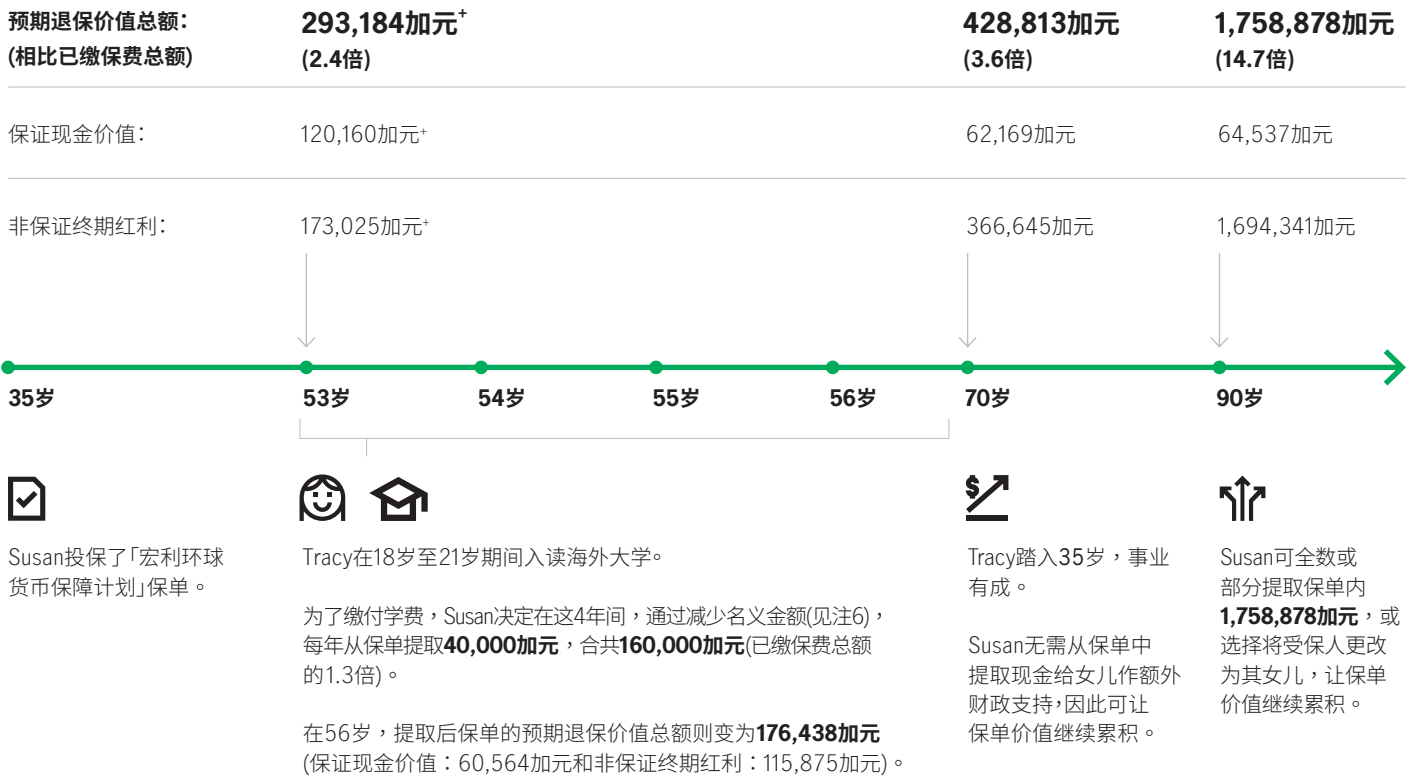 预期退保价值总额：
(相比已缴保费总额)
293,184加元+
(2.4倍)
428,813加元
(3.6倍)
1,758,878加元
(14.7倍)
保证现金价值：
120,160加元+
62,169加元
64,537加元
非保证终期红利：
173,025加元+
366,645加元
1,694,341加元
35岁
53岁
54岁
55岁
56岁
70岁
90岁
$
Susan投保了「宏利环球
货币保障计划」保单。
Tracy在18岁至21岁期间入读海外大学。
为了缴付学费，Susan决定在这4年间，通过减少名义金额(见注6)，
每年从保单提取40,000加元，合共160,000加元(已缴保费总额
的1.3倍)。
在56岁，提取后保单的预期退保价值总额则变为176,438加元
(保证现金价值：60,564加元和非保证终期红利：115,875加元)。
Tracy踏入35岁，事业
有成。
Susan无需从保单中
提取现金给女儿作额外
财政支持，因此可让
保单价值继续累积。
Susan可全数或
部分提取保单内
1,758,878加元，或
选择将受保人更改
为其女儿，让保单
价值继续累积。